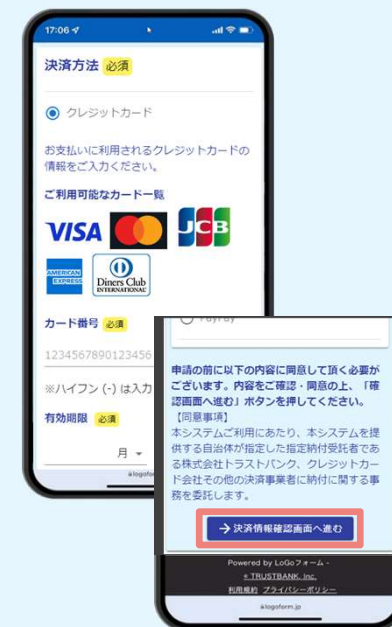 17:06
決済方法 必須
クレジットカード
お支払いに利用されるクレジットカードの
情報をご入力ください。
ご利用可能なカード一覧
VISA JCB
AMERICAN EXPRESS Diners Club INTERNATIONAL
カード番号 必須
1234567890123456
※ハイフン (-) は入力
有効期限 必須
月
PayPay
申請の前に以下の内容に同意して頂く必要が
ございます。内容をご確認・同意の上、「確
認画面へ進む」ボタンを押してください。
【同意事項】
本システムご利用にあたり、本システムを提
供する自治体が指定した指定納付受託者であ
る株式会社トラストバンク、クレジットカー
ド会社その他の決済事業者に納付に関する事
務を委託します。
→決済情報確認画面へ進む
Powered by LoGoフォーム -
© TRUSTBANK, Inc.
利用規約 プライバシーポリシー
logoform.jp